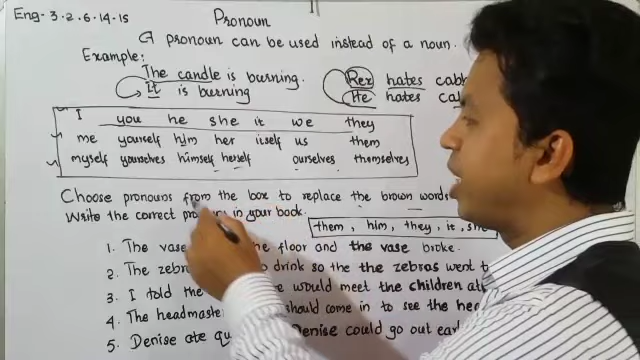 Eng-3.2.6.14.15
Pronoun
A pronoun can be used instead of a noun.
Example:
The candle is burning.
It is burning
Rex hates
He hates
I you he she it we they
me yourself him her itself us them
myself yourselves himself herself ourselves themselves
Choose pronouns from the box to replace the brown words
Write the correct in your book.
them, him, they, it, she
1. The vase the floor and the vase broke.
2. The drink so the the zebras went
3. I told the would meet the children at
4. The should come in to see the
5. Denise ate Denise could go out